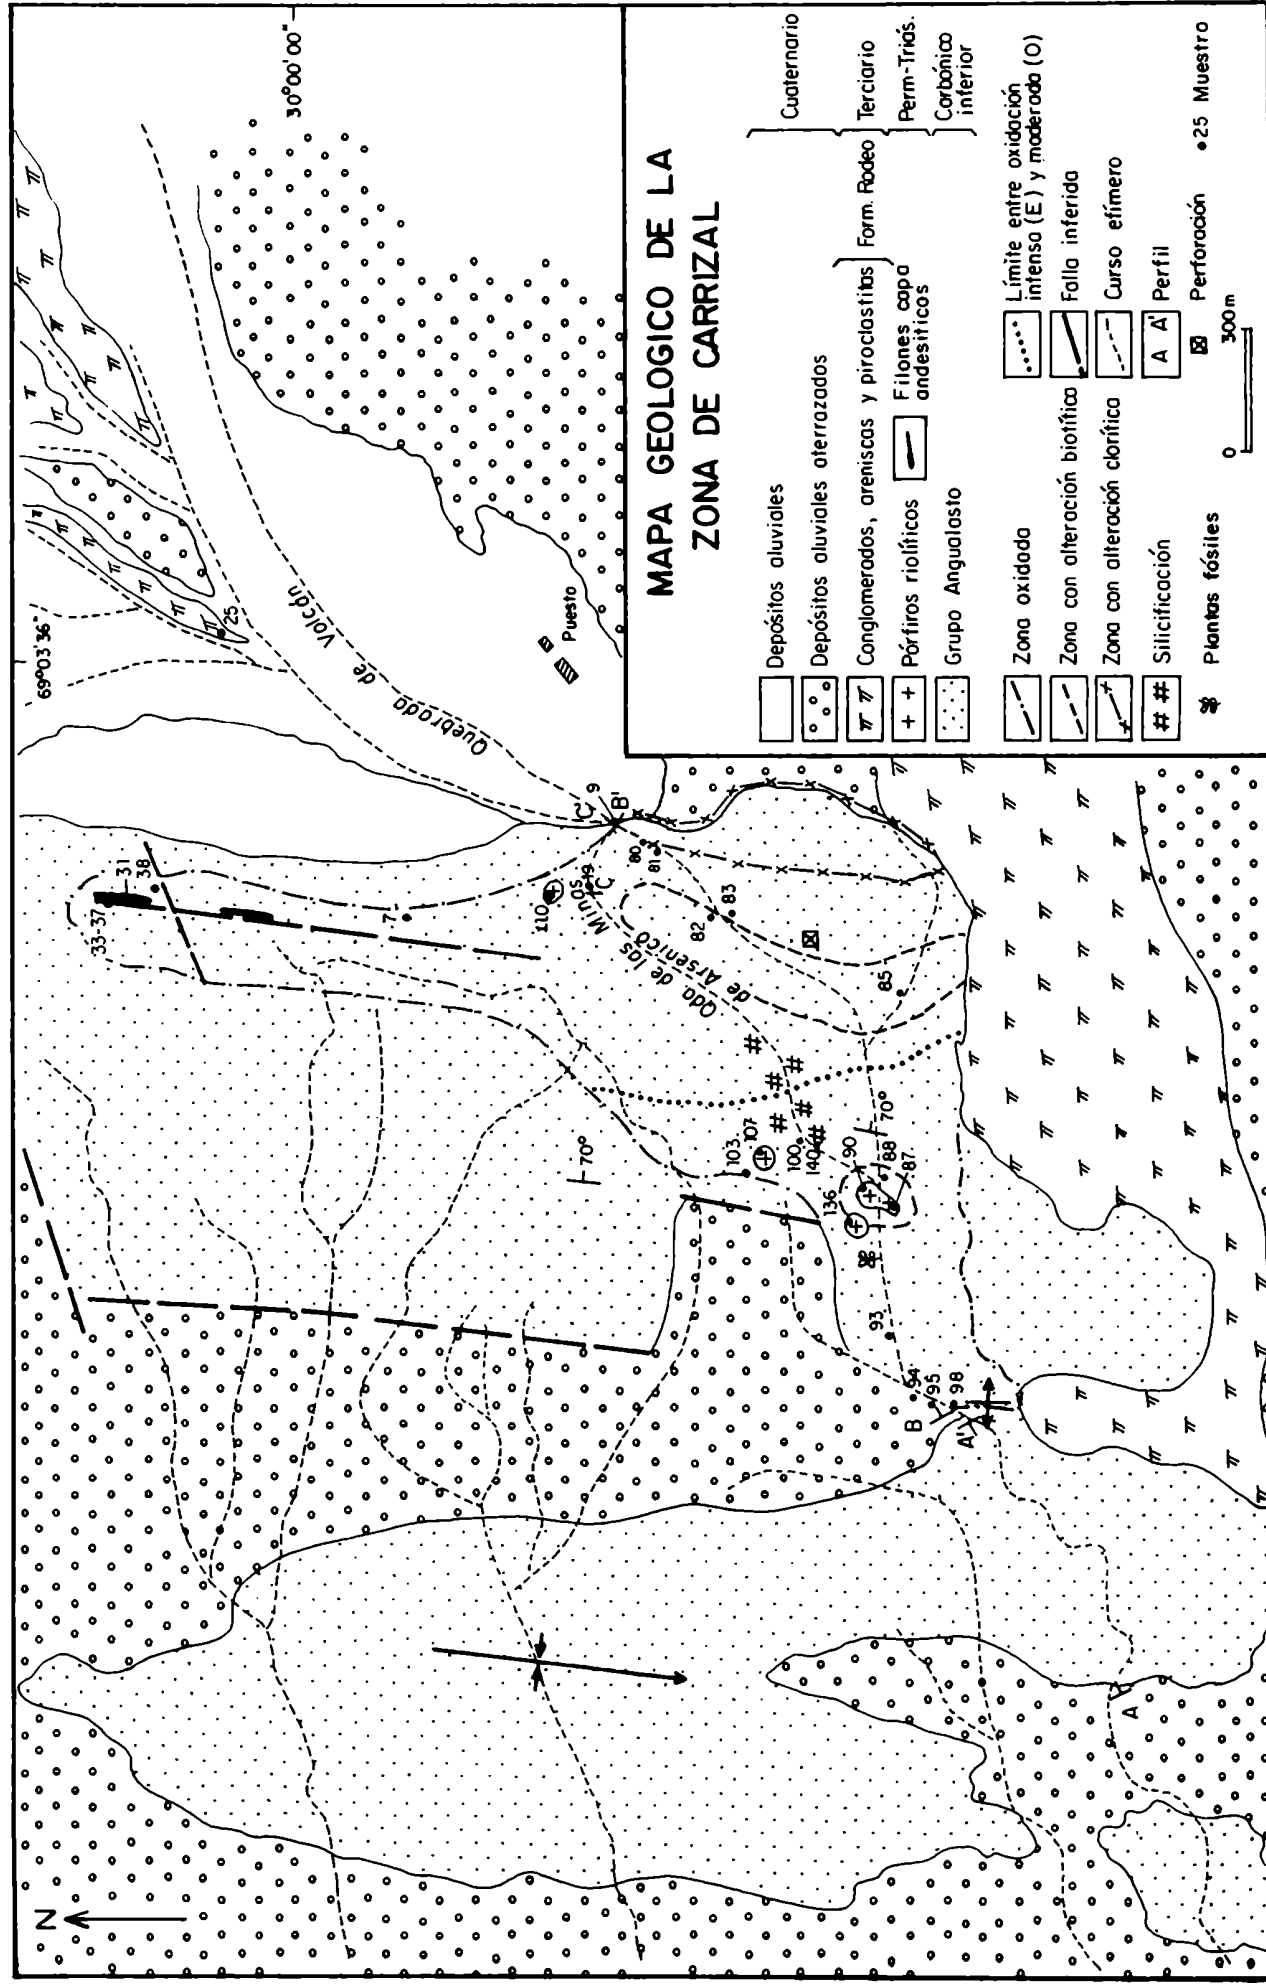 MAPA GEOLOGICO DE LA
ZONA DE CARRIZAL
Depósitos aluviales
Depósitos aluviales aterrazados
Cuaternario
Conglomerados, areniscas y piroclastitas
Form. Rodeo
Terciario
Pórfiros riolíticos
Filones capa
andesíticos
Perm-Triás.
Grupo Angualasto
Carbónico
inferior
Zona oxidada
Límite entre oxidación
intensa (E) y moderada (O)
Zona con alteración biotítica
Falla inferida
Zona con alteración clorítica
Curso efímero
# # Silicificación
A A' Perfil
Plantas fósiles
Perforación
•25 Muestra
0 300m
N
69°03'36"
30°00'00"
Quebrada de Volcán
Puesto
Qda. de las Minas
de Arsenico
25
33-37
31
38
7
110
19
C
C'
9
B'
80
81
82
83
85
103
107
100
140
90
88
87
136
70°
70°
93
94
95
98
B
A'
A